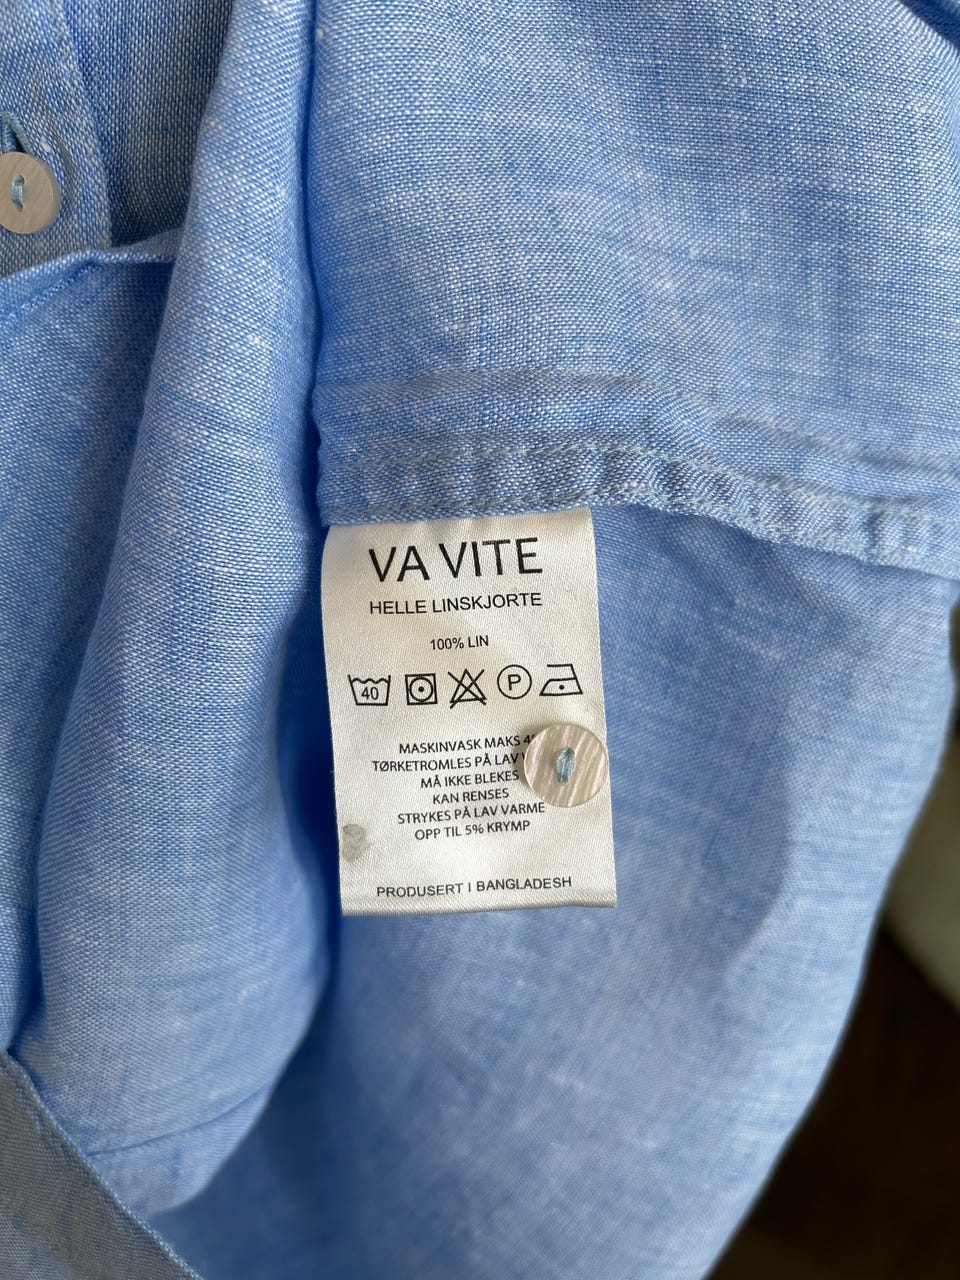 VA VITE
HELLE LINSKJORTE
100% LIN
40 P
MASKINVASK MAKS
TØRKETROMLES PÅ LAV
MÅ IKKE BLEKES
KAN RENSES
STRYKES PÅ LAV VARME
OPP TIL 5% KRYMP
PRODUSERT I BANGLADESH